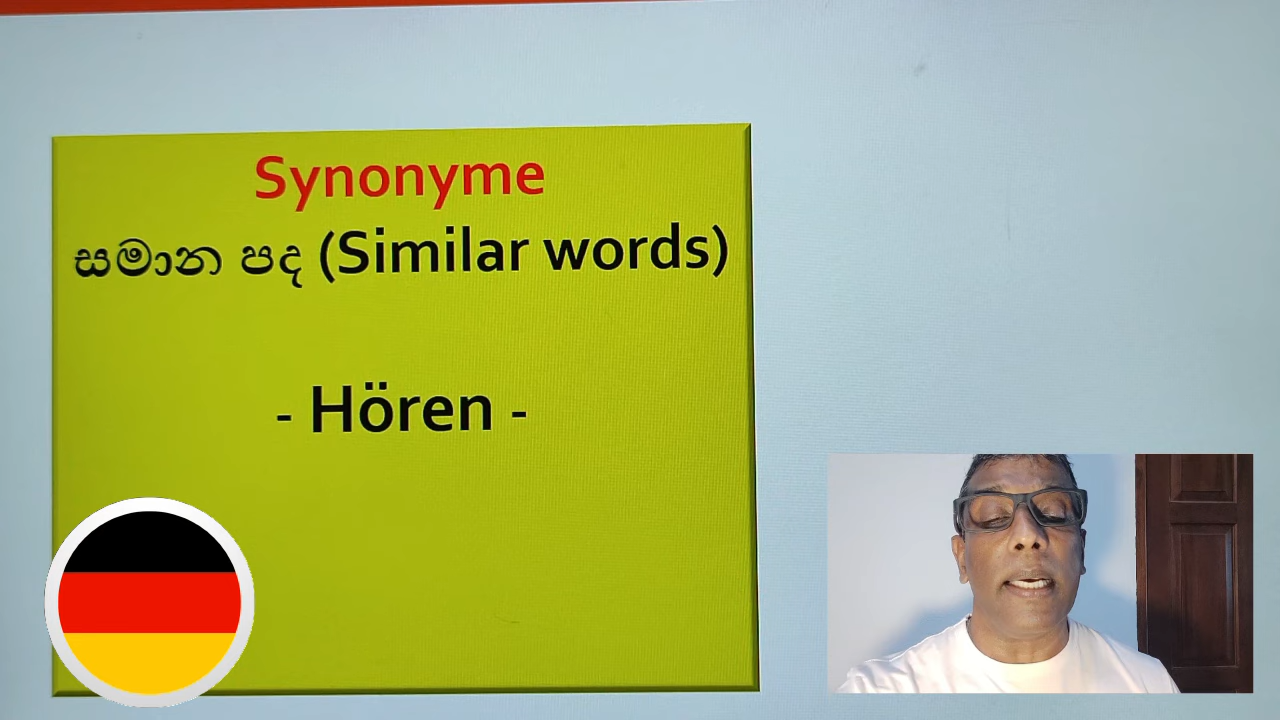 Synonyme
සමාන පද (Similar words)
- Hören -